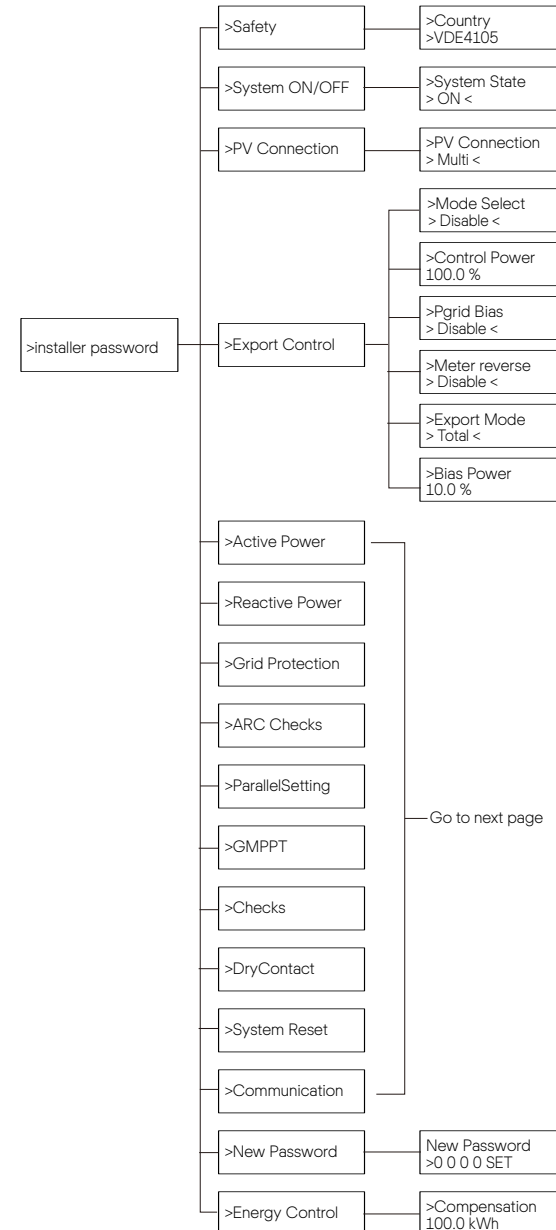 >installer password
>Safety
>Country
>VDE4105
>System ON/OFF
>System State
> ON <
>PV Connection
>PV Connection
> Multi <
>Export Control
>Mode Select
> Disable <
>Control Power
100.0 %
>Pgrid Bias
> Disable <
>Meter reverse
> Disable <
>Export Mode
> Total <
>Bias Power
10.0 %
>Active Power
>Reactive Power
>Grid Protection
>ARC Checks
>ParallelSetting
>GMPPT
>Checks
>DryContact
>System Reset
>Communication
Go to next page
>New Password
New Password
>0 0 0 0 SET
>Energy Control
>Compensation
100.0 kWh